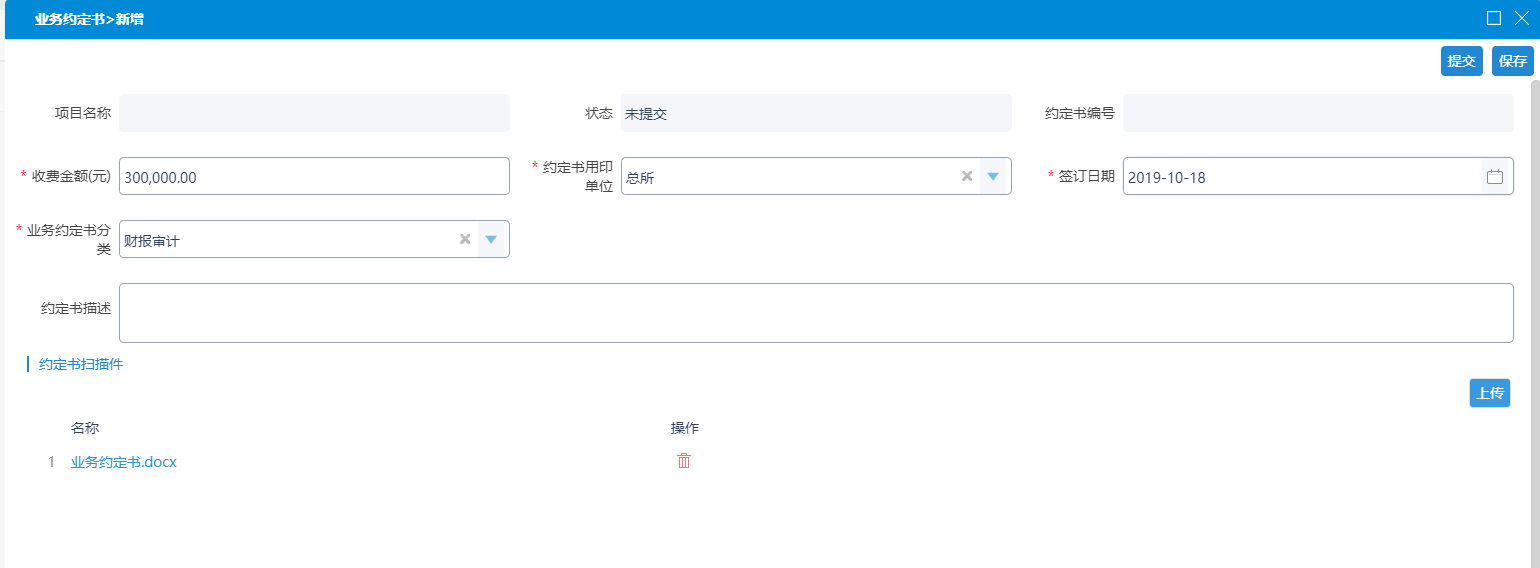 业务约定书>新增
提交 保存
项目名称 状态 未提交 约定书编号
* 收费金额(元) 300,000.00 * 约定书用印单位 总所 * 签订日期 2019-10-18
* 业务约定书分类 财报审计
约定书描述
约定书扫描件
上传
名称 操作
1 业务约定书.docx